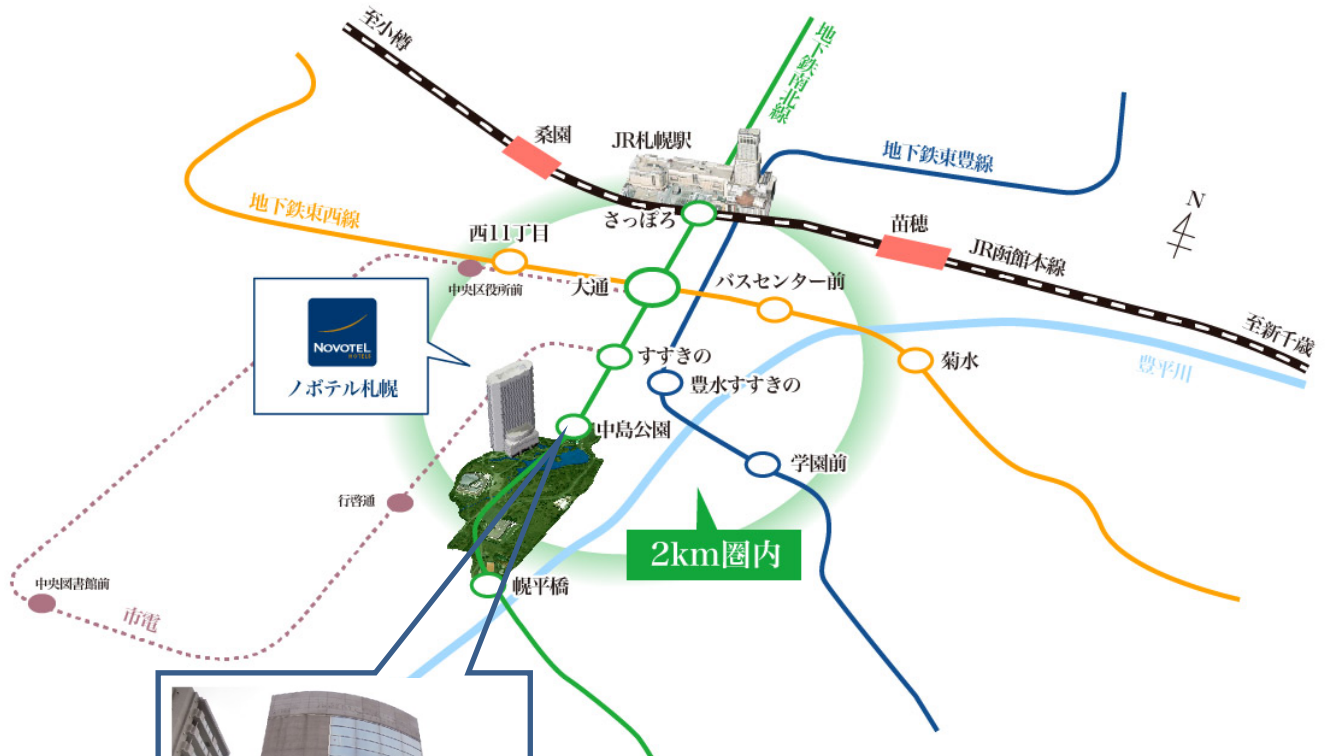 至小樽
地下鉄南北線
桑園
JR札幌駅
地下鉄東豊線
N
地下鉄東西線
さっぽろ
苗穂
JR函館本線
西11丁目
中央区役所前
大通
バスセンター前
至新千歳
NOVOTEL
HOTELS
ノボテル札幌
すすきの
菊水
豊平川
豊水すすきの
中島公園
学園前
行啓通
2km圏内
中央図書館前
幌平橋
市電